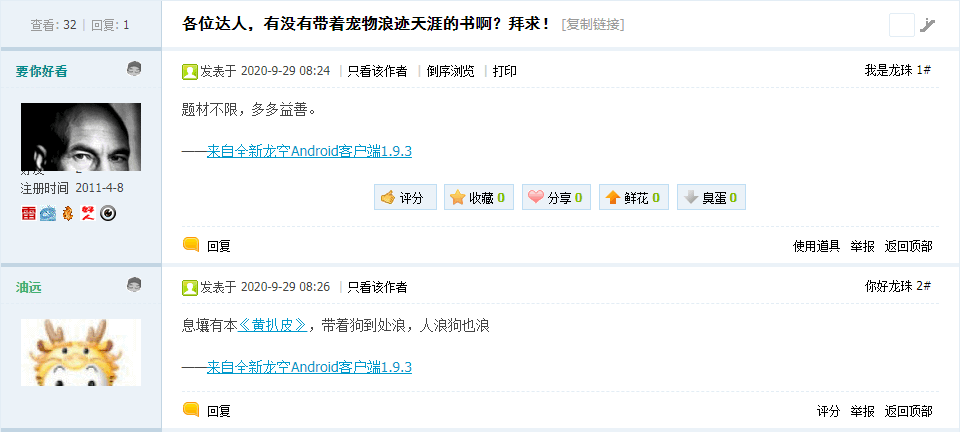 查看: 32 | 回复: 1
各位达人，有没有带着宠物浪迹天涯的书啊？拜求！ [复制链接]
要你好看
发表于 2020-9-29 08:24 | 只看该作者 | 倒序浏览 | 打印
我是龙珠 1#
题材不限，多多益善。
——来自全新龙空Android客户端1.9.3
注册时间 2011-4-8
雷
评分
收藏 0
分享 0
鲜花 0
臭蛋 0
回复
使用道具 举报 返回顶部
油远
发表于 2020-9-29 08:26 | 只看该作者
你好龙珠 2#
息壤有本《黄扒皮》，带着狗到处浪，人浪狗也浪
——来自全新龙空Android客户端1.9.3
回复
评分 举报 返回顶部